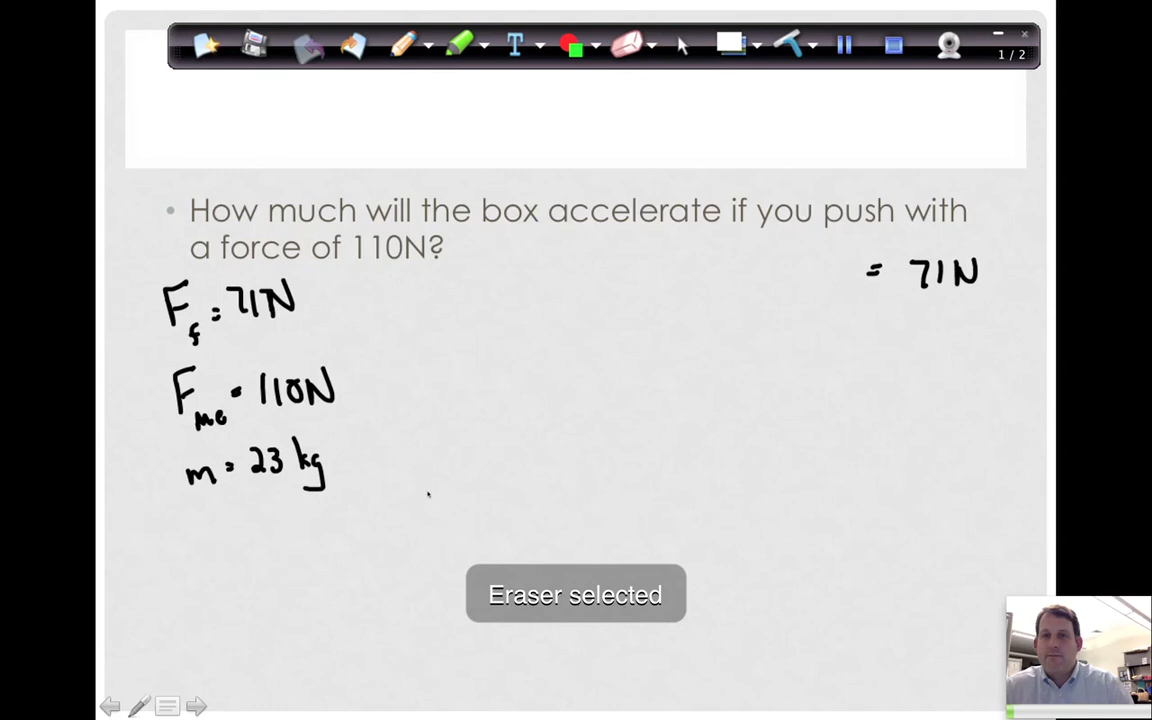 1 / 2
• How much will the box accelerate if you push with
a force of 110N?
= 71N
Ff = 71N
Fme = 110N
m = 23 kg
Eraser selected